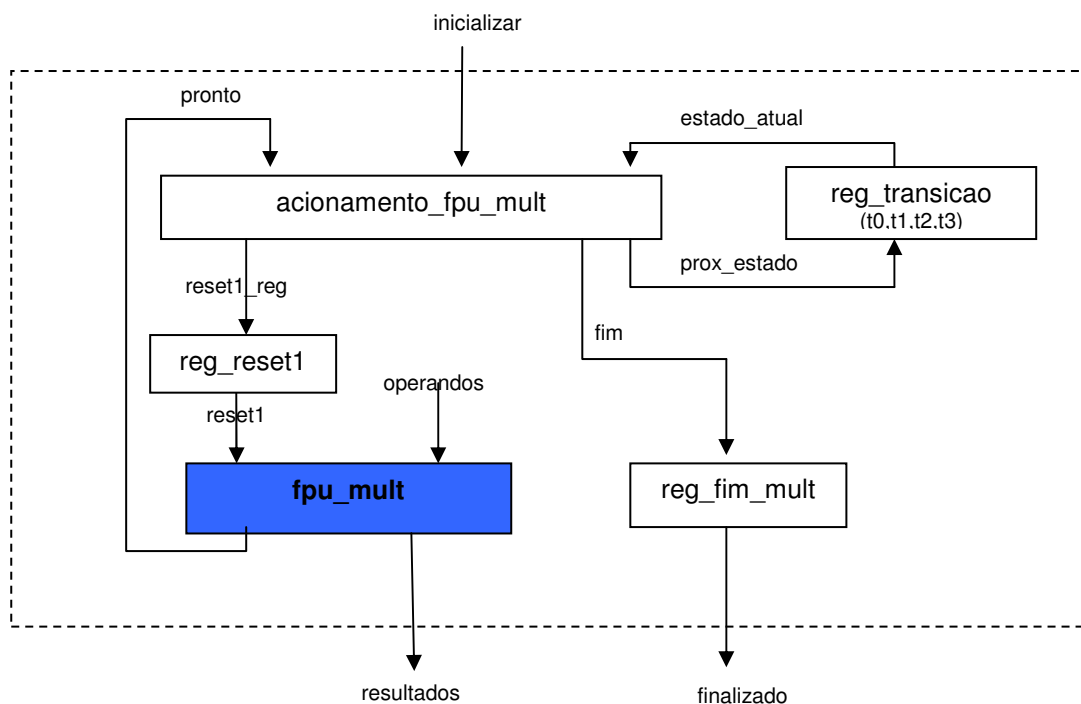 inicializar
pronto
estado_atual
acionamento_fpu_mult
reg_transicao
(t0,t1,t2,t3)
prox_estado
reset1_reg
fim
reg_reset1
operandos
reset1
fpu_mult
reg_fim_mult
resultados
finalizado